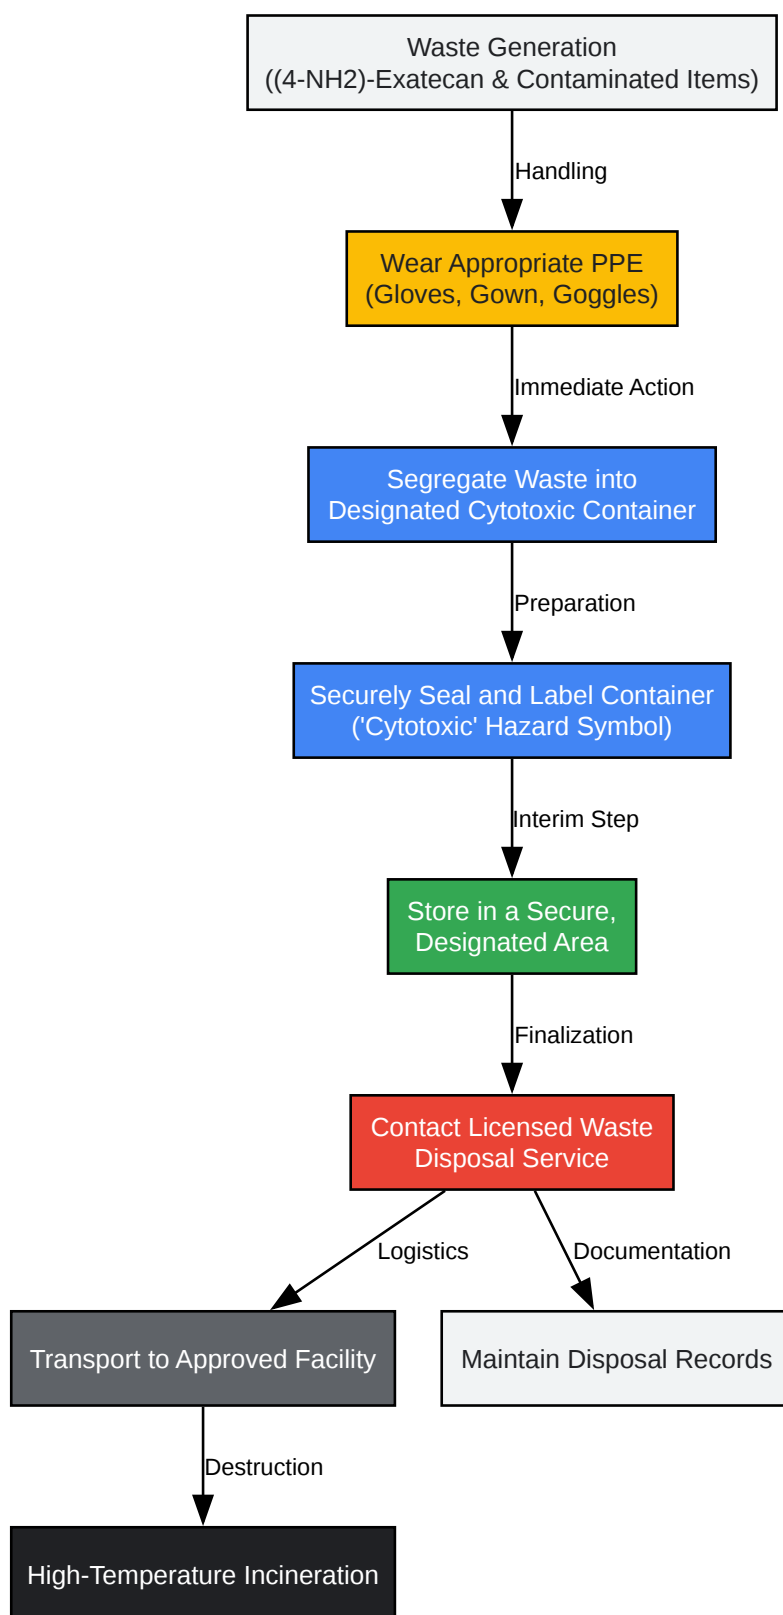 Waste Generation
((4-NH2)-Exatecan & Contaminated Items)
Handling
Wear Appropriate PPE
(Gloves, Gown, Goggles)
Immediate Action
Segregate Waste into
Designated Cytotoxic Container
Preparation
Securely Seal and Label Container
('Cytotoxic' Hazard Symbol)
Interim Step
Store in a Secure,
Designated Area
Finalization
Contact Licensed Waste
Disposal Service
Logistics
Documentation
Transport to Approved Facility
Maintain Disposal Records
Destruction
High-Temperature Incineration